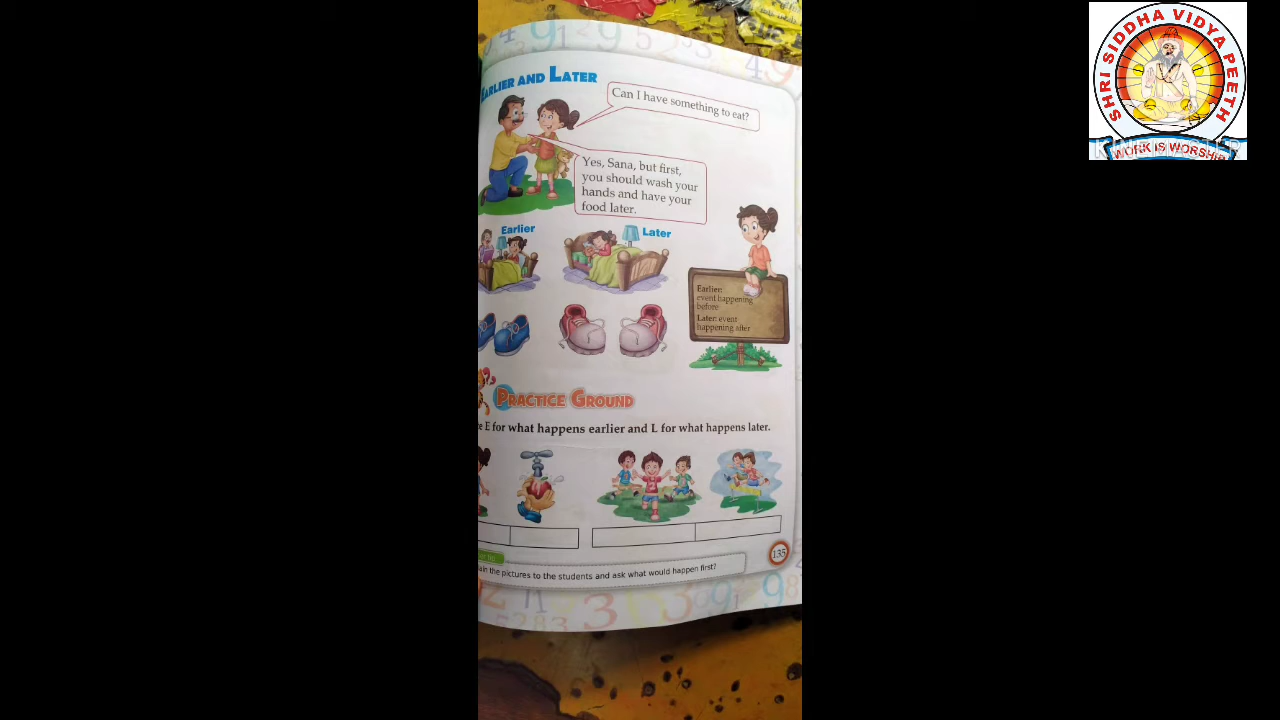 SHRI SIDDHA VIDYA PEETH
WORK IS WORSHIP
KINEMASTER
EARLIER AND LATER
Can I have something to eat?
Yes, Sana, but first,
you should wash your
hands and have your
food later.
Earlier
Later
Earlier:
event happening
before
Later: event
happening after
PRACTICE GROUND
E for what happens earlier and L for what happens later.
135
the pictures to the students and ask what would happen first?